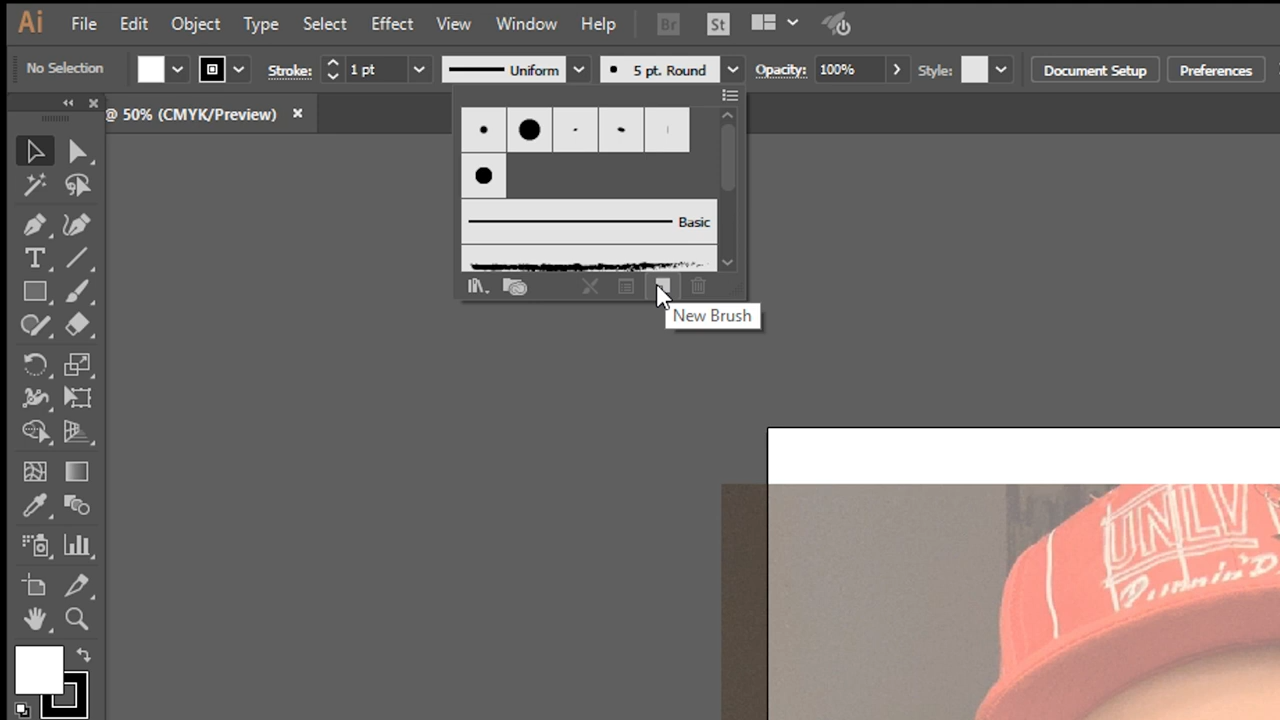 Ai File Edit Object Type Select Effect View Window Help Br St
No Selection Stroke: 1 pt Uniform 5 pt. Round Opacity: 100% Style: Document Setup Preferences
@ 50% (CMYK/Preview)
Basic
New Brush
UNLV
Runnin'